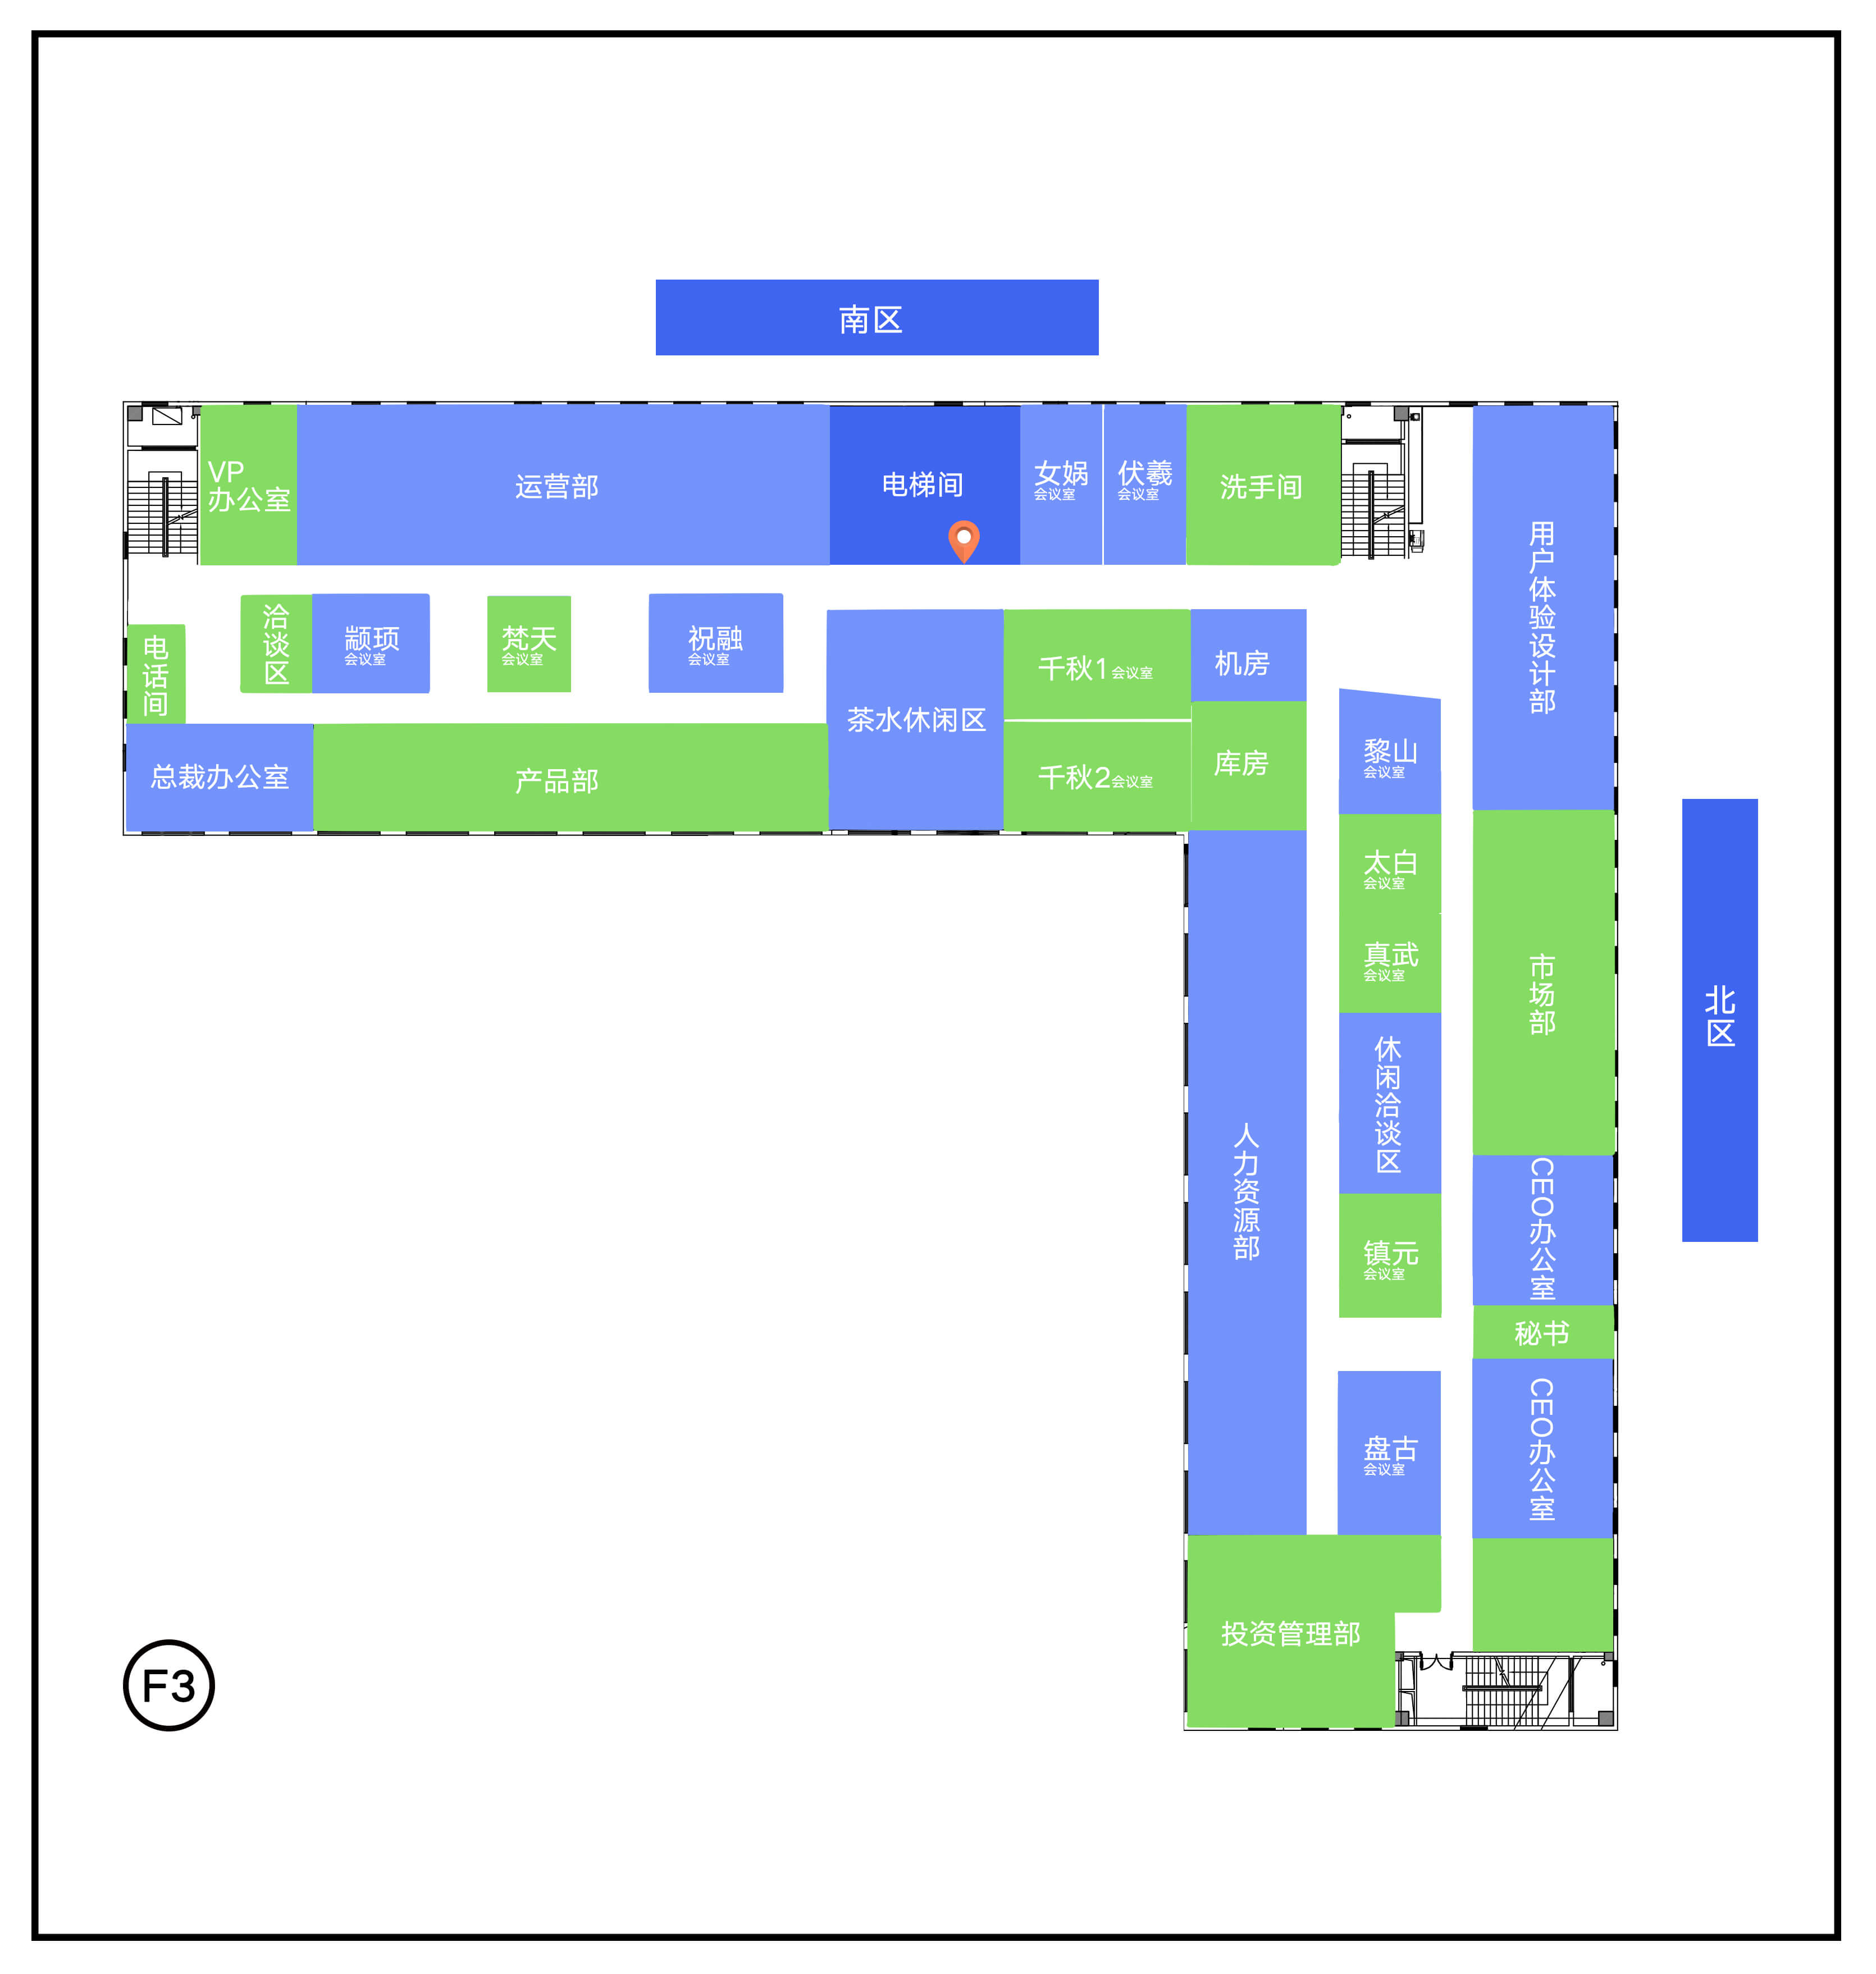 南区
VP
办公室
运营部
电梯间
女娲
会议室
伏羲
会议室
洗手间
用户体验设计部
电话间
洽谈区
颛顼
会议室
梵天
会议室
祝融
会议室
茶水休闲区
千秋1会议室
机房
总裁办公室
产品部
千秋2会议室
库房
黎山
会议室
太白
会议室
真武
会议室
市场部
北区
休闲洽谈区
人力资源部
CEO办公室
镇元
会议室
秘书
盘古
会议室
CEO办公室
投资管理部
F3